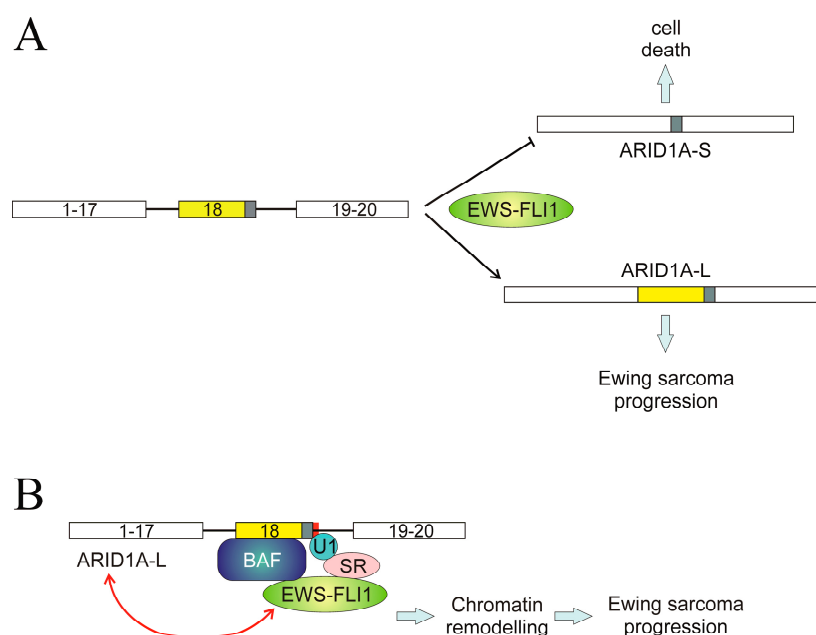 A
cell
death
ARID1A-S
1-17
18
19-20
EWS-FLI1
ARID1A-L
Ewing sarcoma
progression
B
1-17
18
19-20
U1
ARID1A-L
BAF
SR
EWS-FLI1
Chromatin
remodelling
Ewing sarcoma
progression